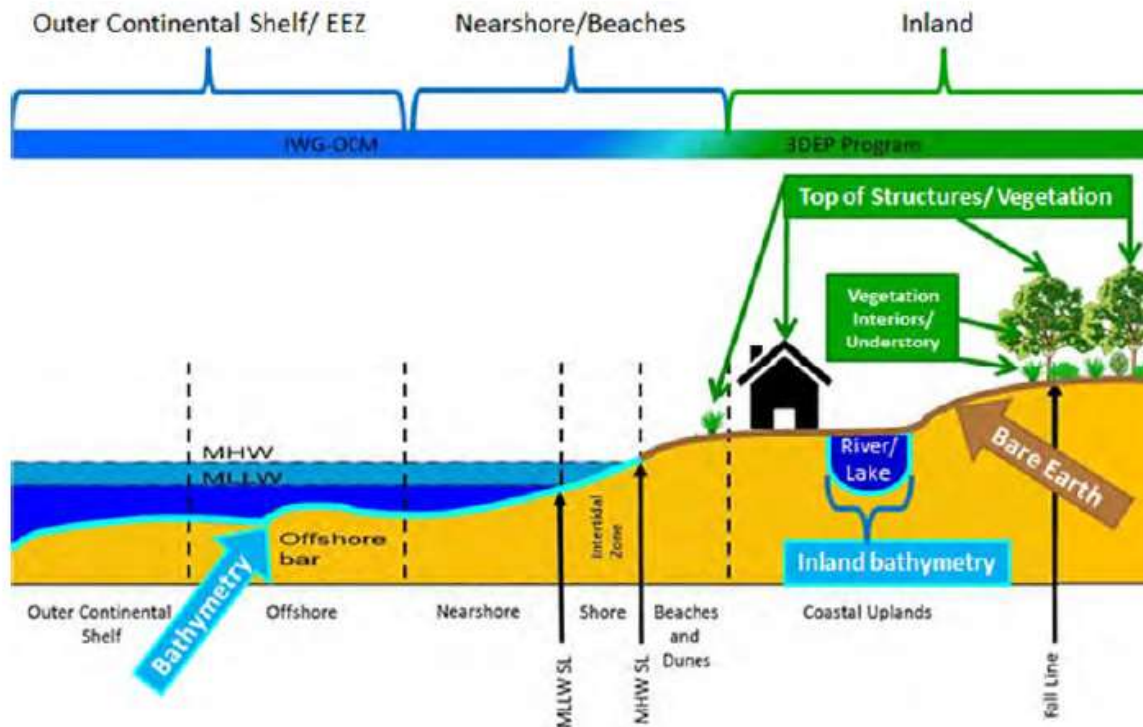 Outer Continental Shelf/ EEZ
Nearshore/Beaches
Inland
IWG-OCM
3DEP Program
Top of Structures/ Vegetation
Vegetation
Interiors/
Understory
MHW
MLLW
River/
Lake
Bare Earth
Offshore
bar
Intertidal
Zone
Inland bathymetry
Bathymetry
Outer Continental
Shelf
Offshore
Nearshore
Shore
Beaches
and
Dunes
Coastal Uplands
MLLW SL
MHW SL
Fall Line